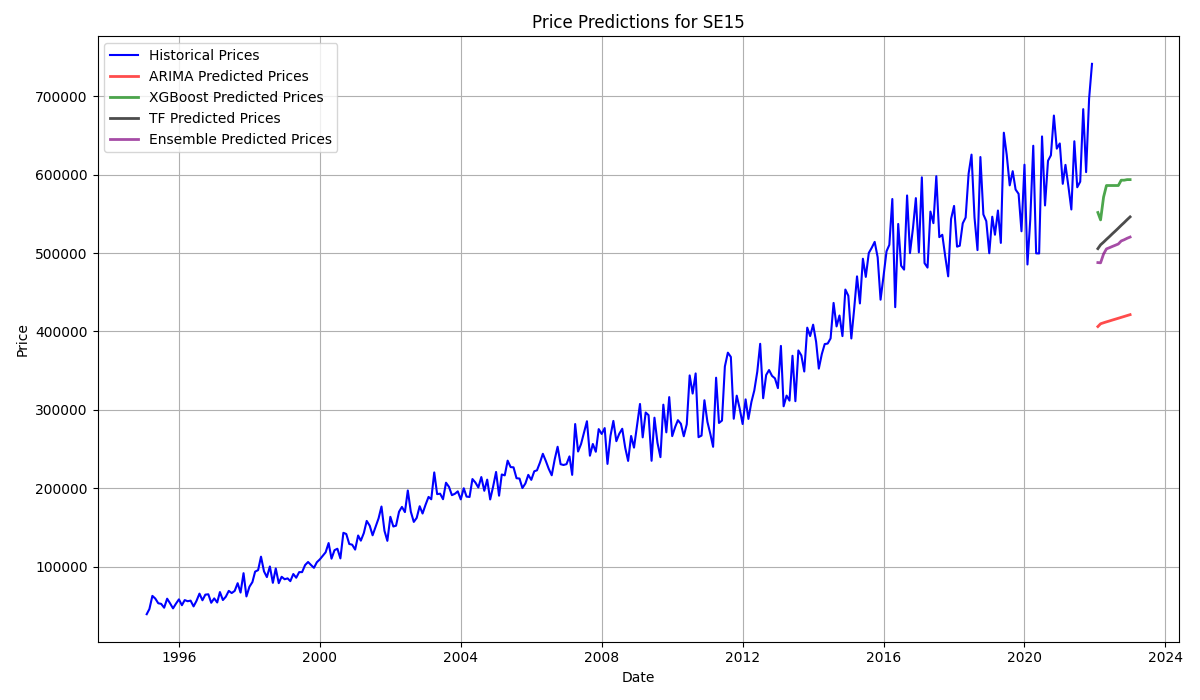 Price Predictions for SE15
Historical Prices
ARIMA Predicted Prices
XGBoost Predicted Prices
TF Predicted Prices
Ensemble Predicted Prices
Price
700000
600000
500000
400000
300000
200000
100000
1996
2000
2004
2008
2012
2016
2020
2024
Date